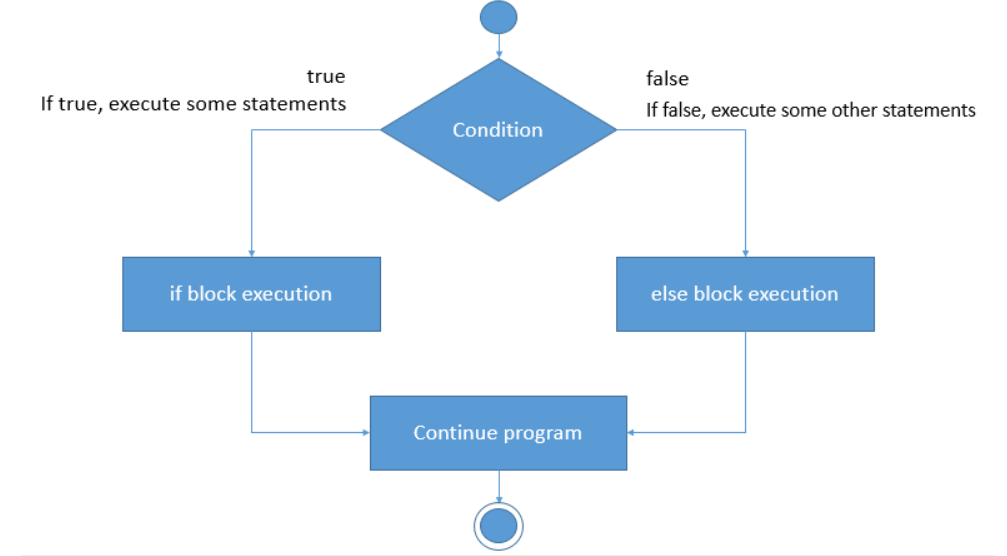 true
If true, execute some statements
false
If false, execute some other statements
Condition
if block execution
else block execution
Continue program